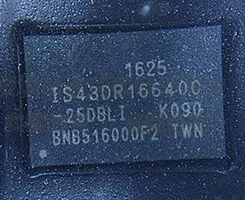 1625
IS43DR16640C
-25DBLI K090
BNB516000F2 TWN